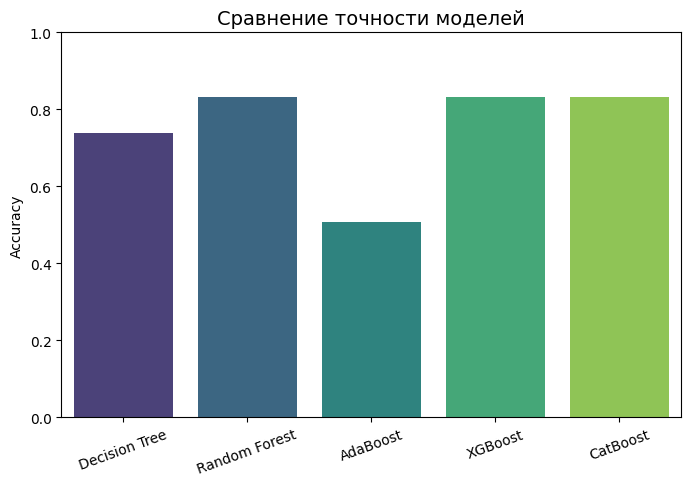 Сравнение точности моделей
Accuracy
1.0
0.8
0.6
0.4
0.2
0.0
Decision Tree
Random Forest
AdaBoost
XGBoost
CatBoost